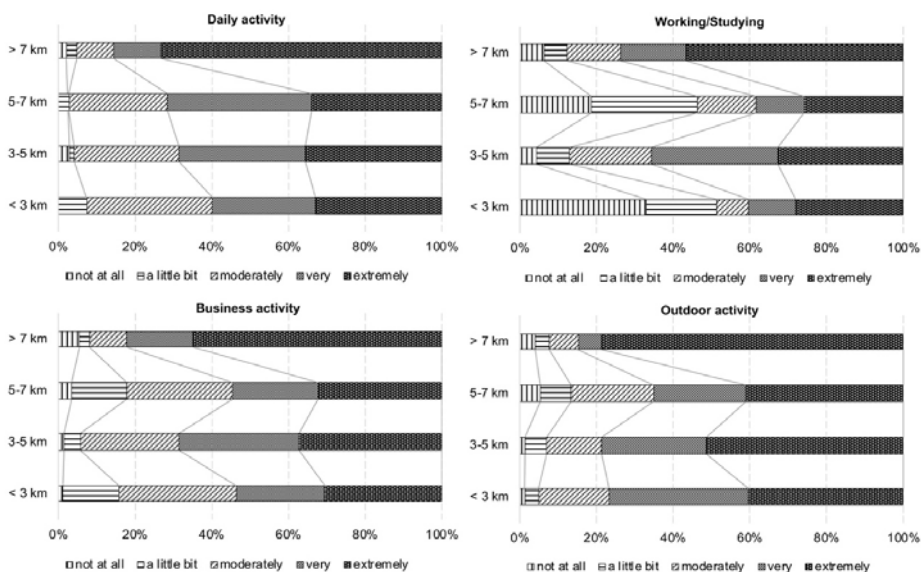 Daily activity
> 7 km
5-7 km
3-5 km
< 3 km
0% 20% 40% 60% 80% 100%
not at all a little bit moderately very extremely
Working/Studying
> 7 km
5-7 km
3-5 km
< 3 km
0% 20% 40% 60% 80% 100%
not at all a little bit moderately very extremely
Business activity
> 7 km
5-7 km
3-5 km
< 3 km
0% 20% 40% 60% 80% 100%
not at all a little bit moderately very extremely
Outdoor activity
> 7 km
5-7 km
3-5 km
< 3 km
0% 20% 40% 60% 80% 100%
not at all a little bit moderately very extremely